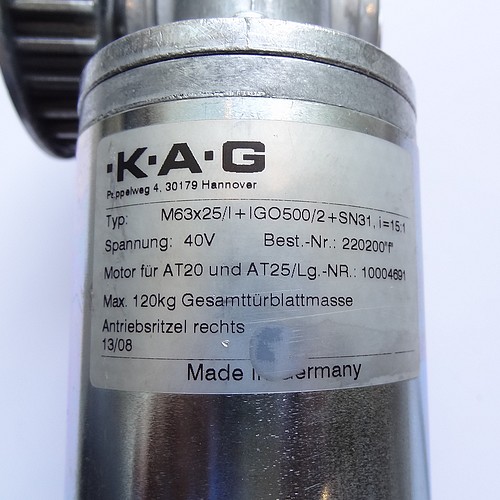 ·K·A·G
Pappelweg 4, 30179 Hannover
Typ: M63x25/I+IGO500/2+SN31, i=15:1
Spannung: 40V Best.-Nr.: 220200"f"
Motor für AT20 und AT25/Lg.-NR.: 10004691
Max. 120kg Gesamttürblattmasse
Antriebsritzel rechts
13/08
Made in Germany